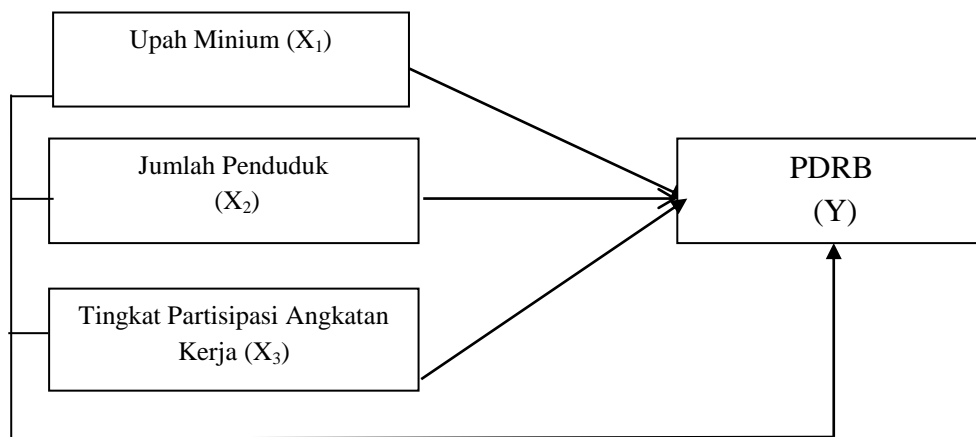 Upah Minium (X₁)
Jumlah Penduduk
(X₂)
Tingkat Partisipasi Angkatan
Kerja (X₃)
PDRB
(Y)